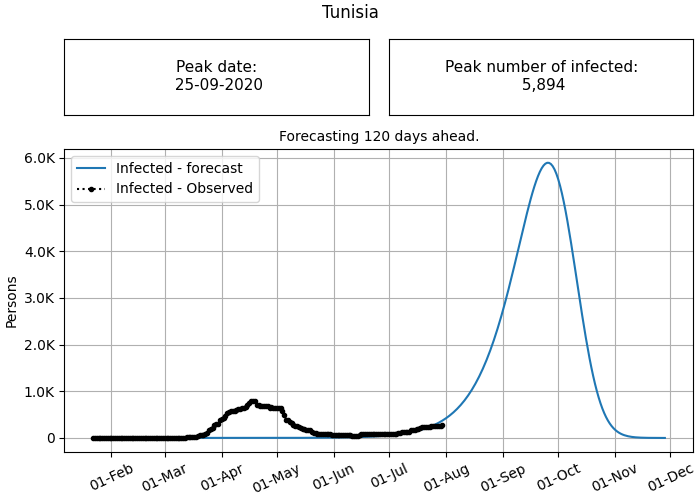 Tunisia
Peak date:
25-09-2020
Peak number of infected:
5,894
Forecasting 120 days ahead.
Infected - forecast
Infected - Observed
Persons
6.0K
5.0K
4.0K
3.0K
2.0K
1.0K
0
01-Feb
01-Mar
01-Apr
01-May
01-Jun
01-Jul
01-Aug
01-Sep
01-Oct
01-Nov
01-Dec